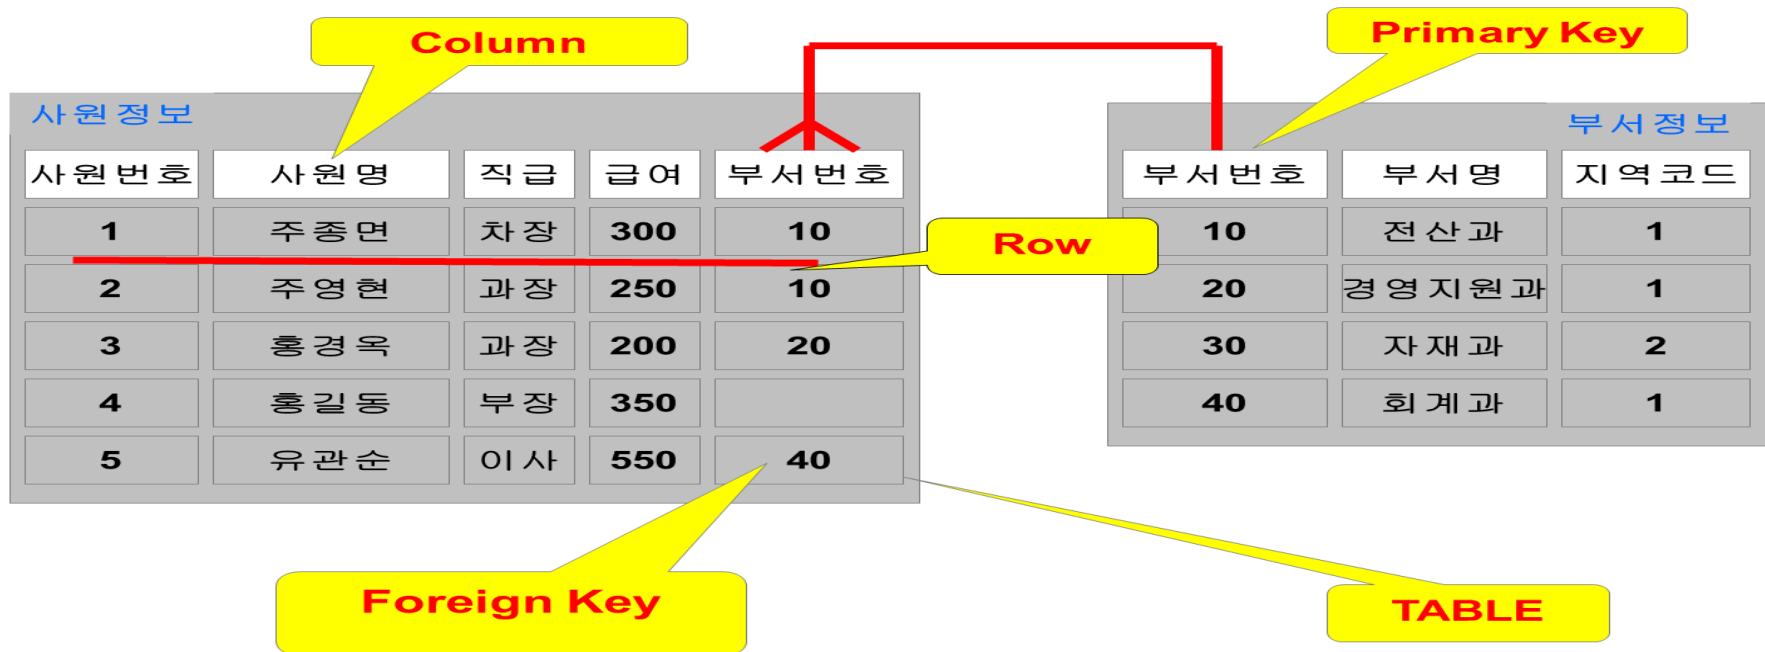 Column
Primary Key
사원정보
사원번호 사원명 직급 급여 부서번호
1 주종면 차장 300 10
2 주영현 과장 250 10
3 홍경옥 과장 200 20
4 홍길동 부장 350
5 유관순 이사 550 40
Row
부서정보
부서번호 부서명 지역코드
10 전산과 1
20 경영지원과 1
30 자재과 2
40 회계과 1
Foreign Key
TABLE